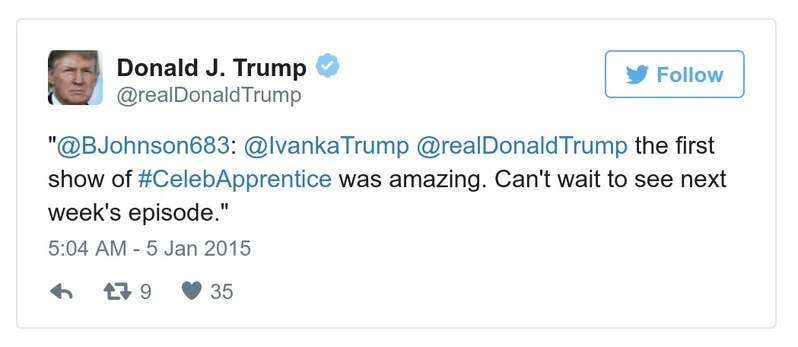 Donald J. Trump
@realDonaldTrump
Follow
"@BJohnson683: @IvankaTrump @realDonaldTrump the first
show of #CelebApprentice was amazing. Can't wait to see next
week's episode."
5:04 AM - 5 Jan 2015
9 35